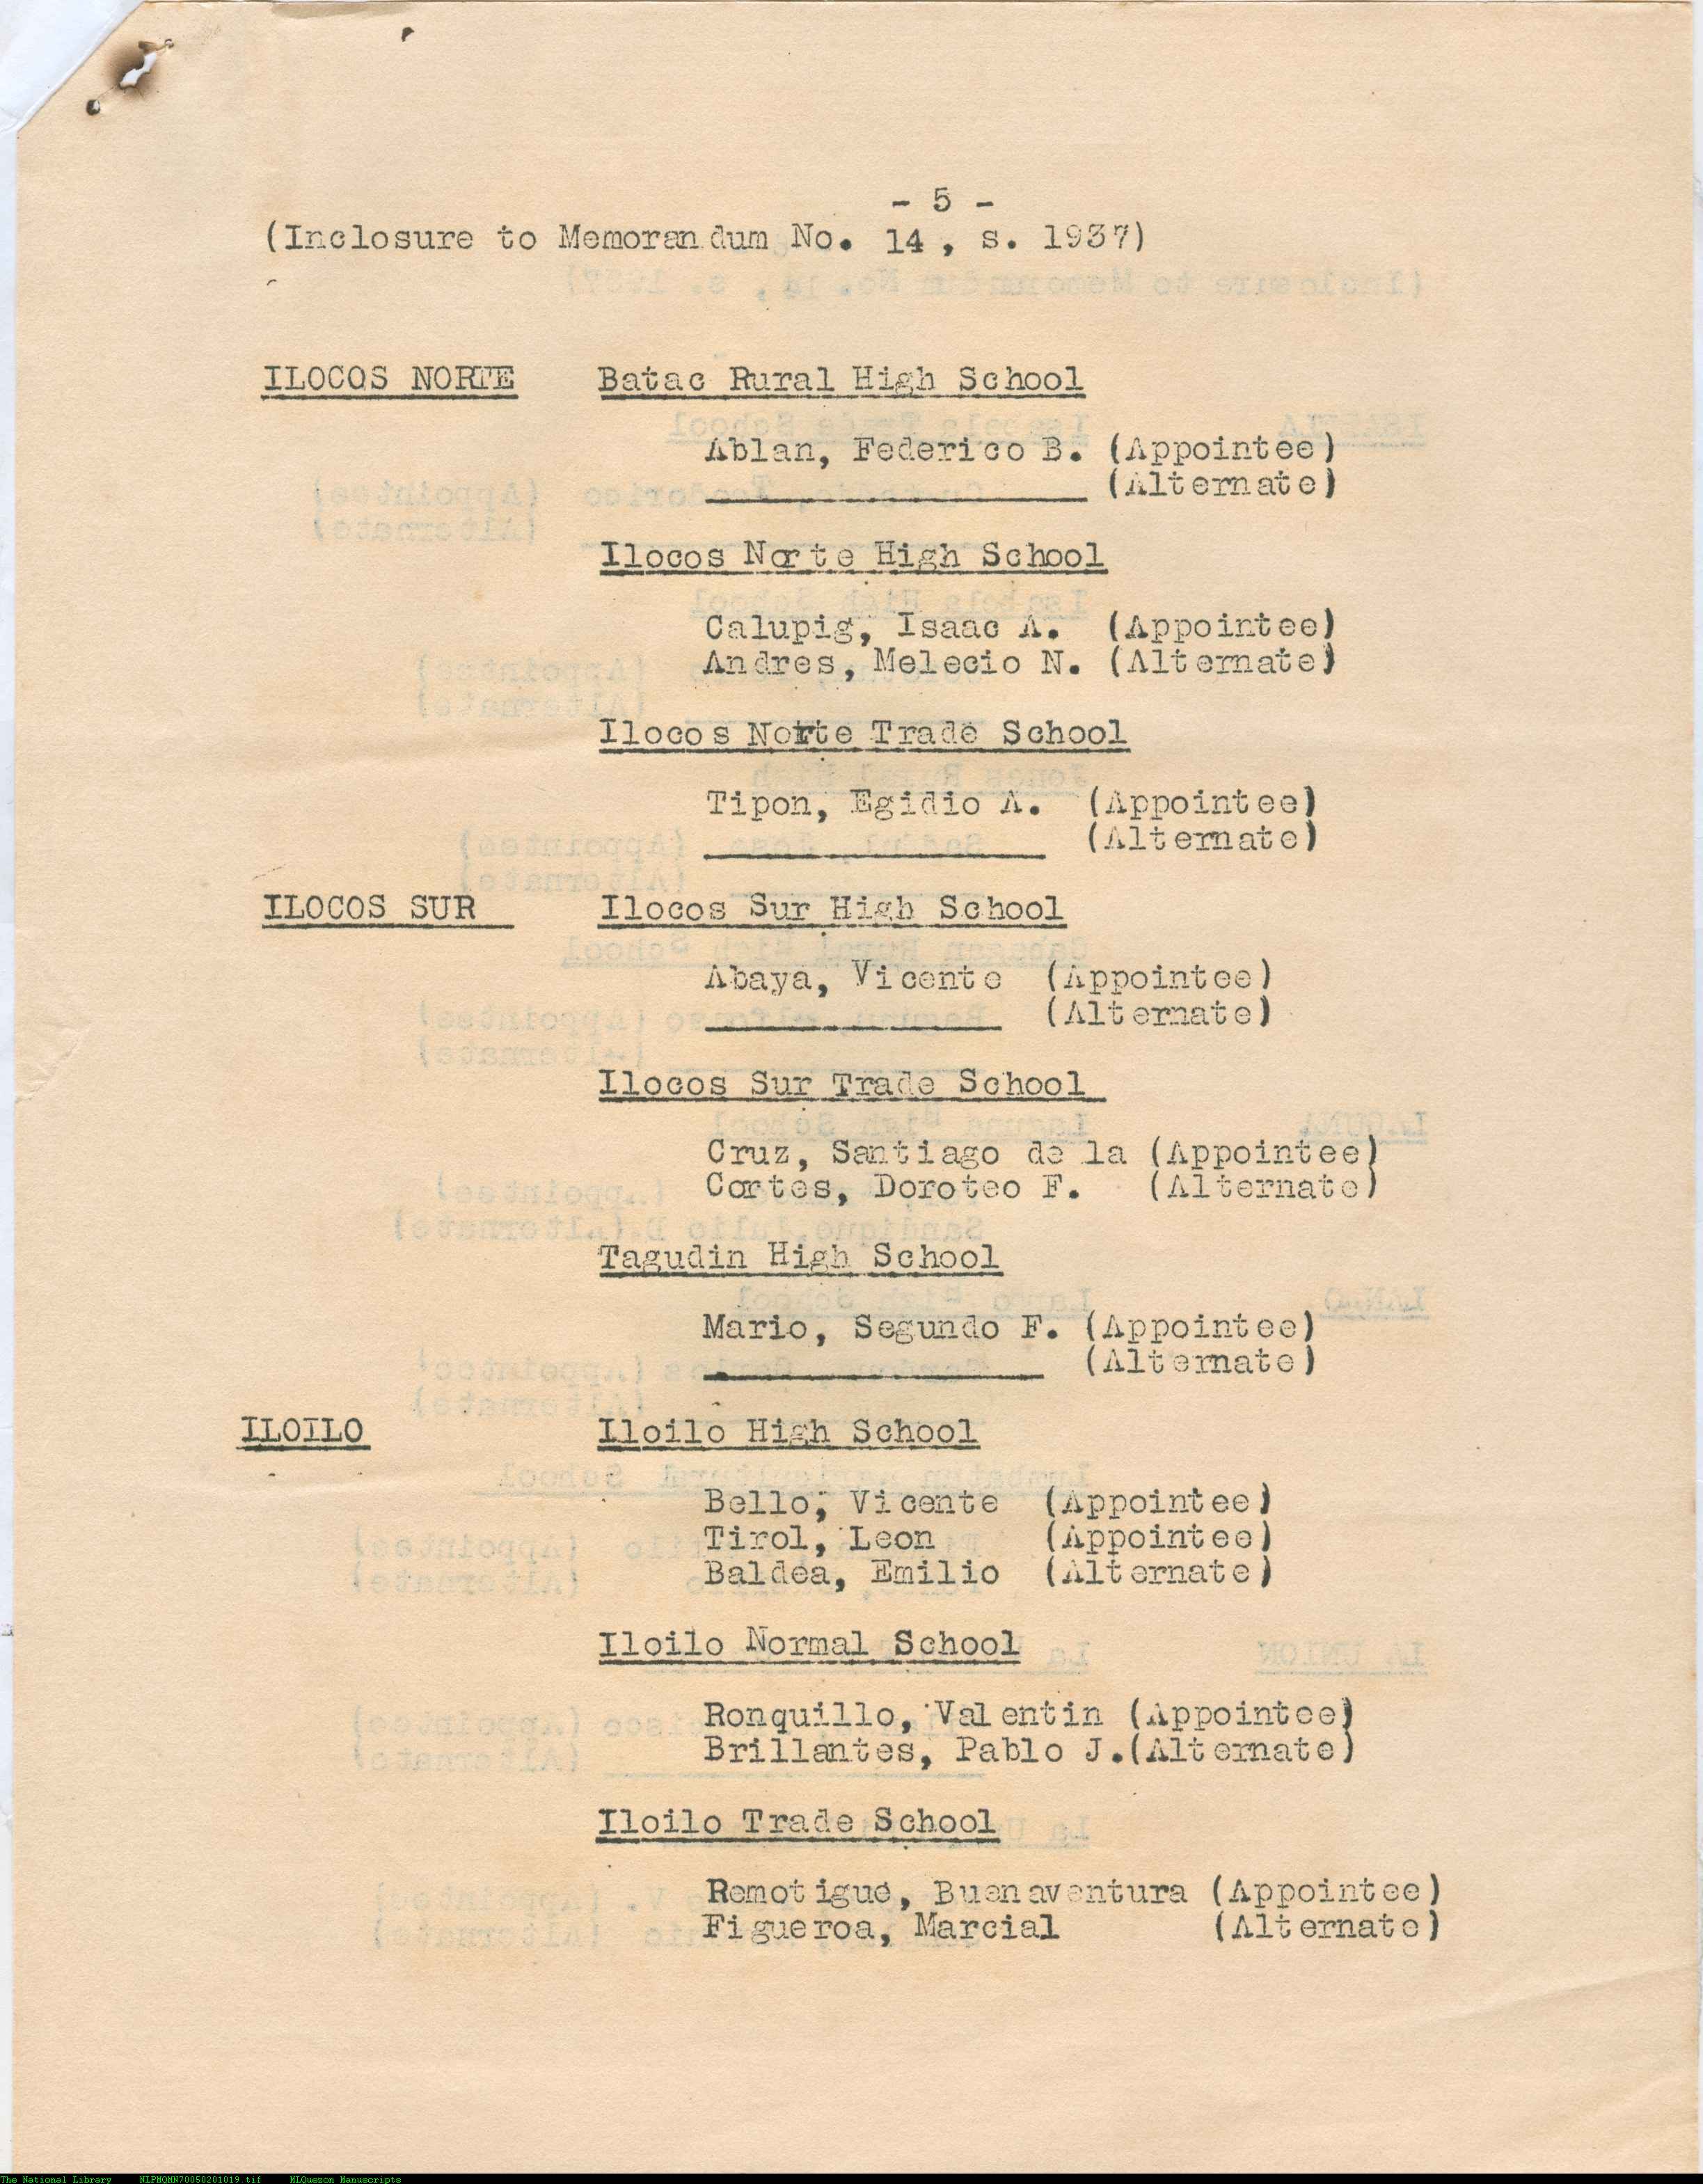 - 5 -
(Inclosure to Memorandum No. 14, s. 1937)
ILOCOS NORTE Batac Rural High School
Ablan, Federico B. (Appointee)
(Alternate)
Ilocos Norte High School
Calupig, Isaac A. (Appointee)
Andres, Melecio N. (Alternate)
Ilocos Norte Trade School
Tipon, Egidio A. (Appointee)
(Alternate)
ILOCOS SUR Ilocos Sur High School
Abaya, Vicente (Appointee)
(Alternate)
Ilocos Sur Trade School
Cruz, Santiago de la (Appointee)
Cortes, Doroteo F. (Alternate)
Tagudin High School
Mario, Segundo F. (Appointee)
(Alternate)
ILOILO Iloilo High School
Bello, Vicente (Appointee)
Tirol, Leon (Appointee)
Baldea, Emilio (Alternate)
Iloilo Normal School
Ronquillo, Valentin (Appointee)
Brillantes, Pablo J.(Alternate)
Iloilo Trade School
Remotigue, Buenaventura (Appointee)
Figueroa, Marcial (Alternate)
The National Library NLPMQMN70050201019.tif MLQuezon Manuscripts